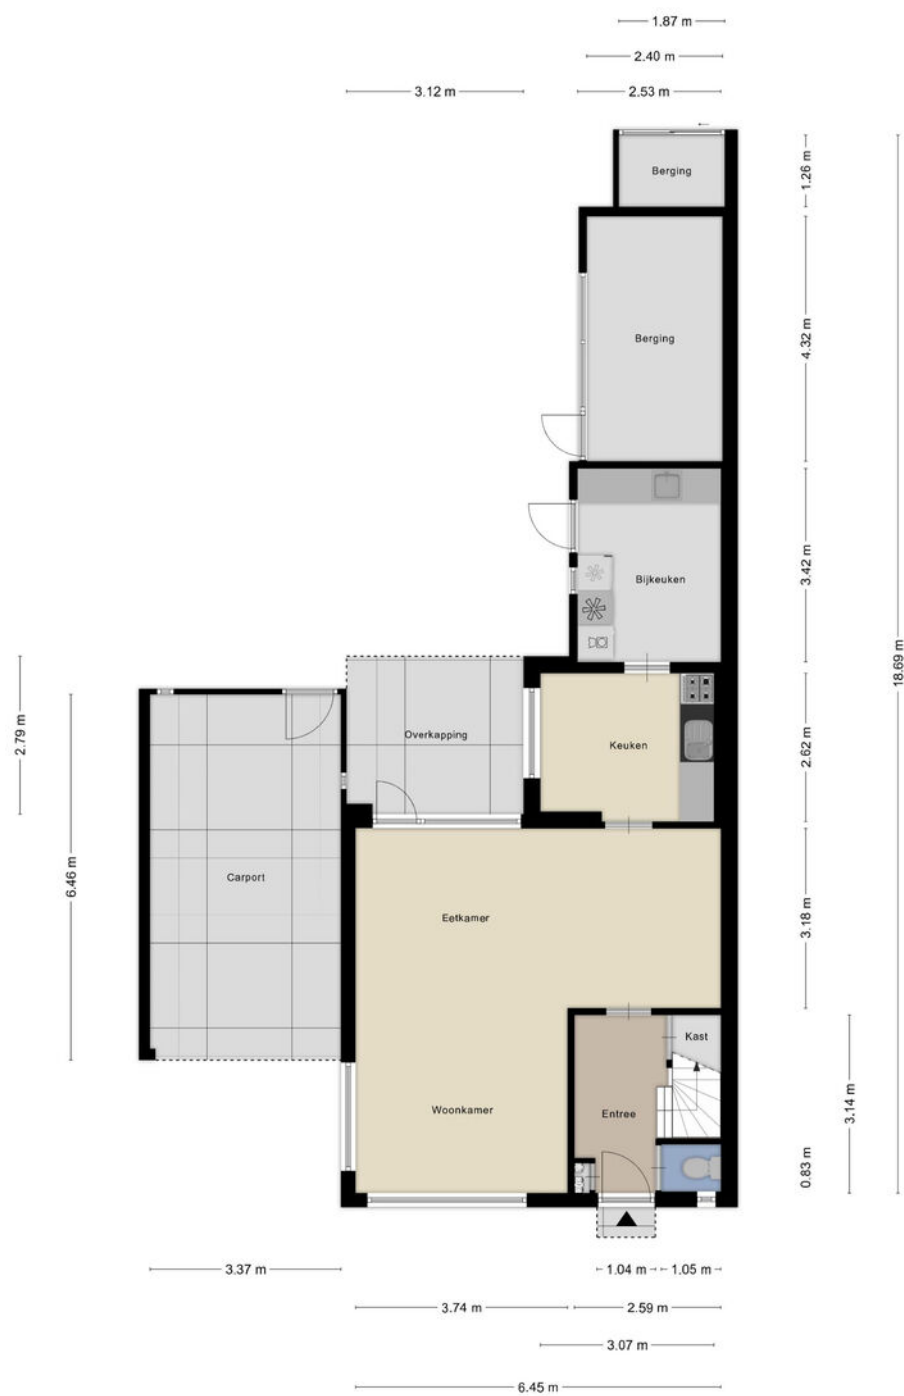 1.87 m
2.40 m
3.12 m
2.53 m
Berging
1.26 m
Berging
4.32 m
Bijkeuken
3.42 m
18.69 m
2.79 m
Overkapping
Keuken
2.62 m
6.46 m
Carport
Eetkamer
3.18 m
Kast
Woonkamer
Entree
3.14 m
0.83 m
3.37 m
1.04 m
1.05 m
3.74 m
2.59 m
3.07 m
6.45 m